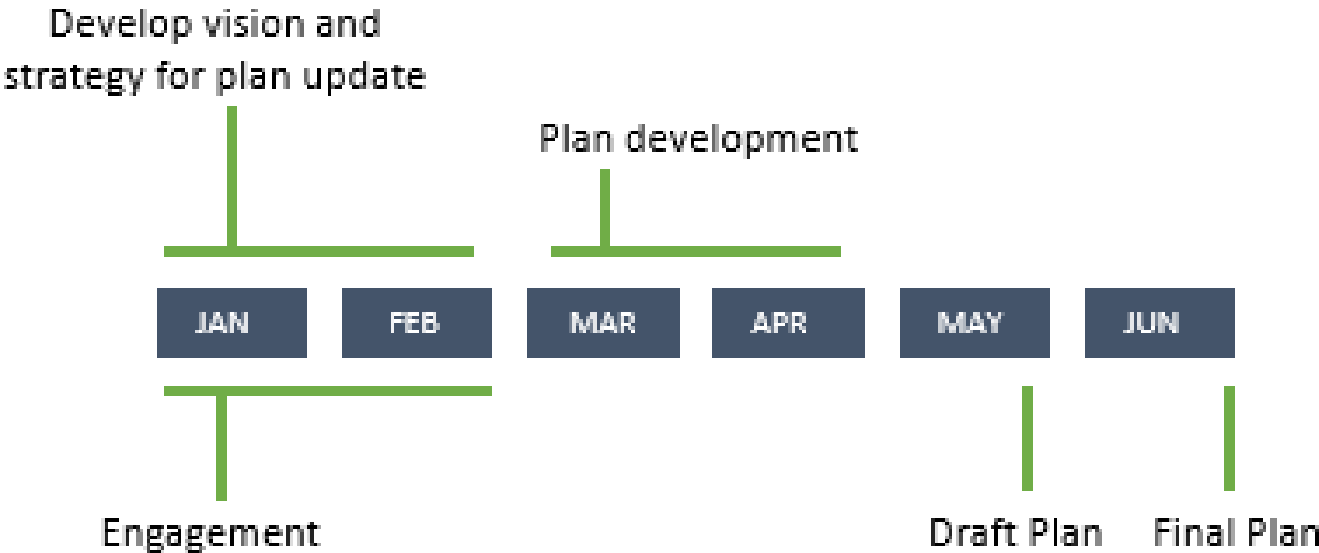 Develop vision and
strategy for plan update
Plan development
JAN FEB MAR APR MAY JUN
Engagement
Draft Plan
Final Plan